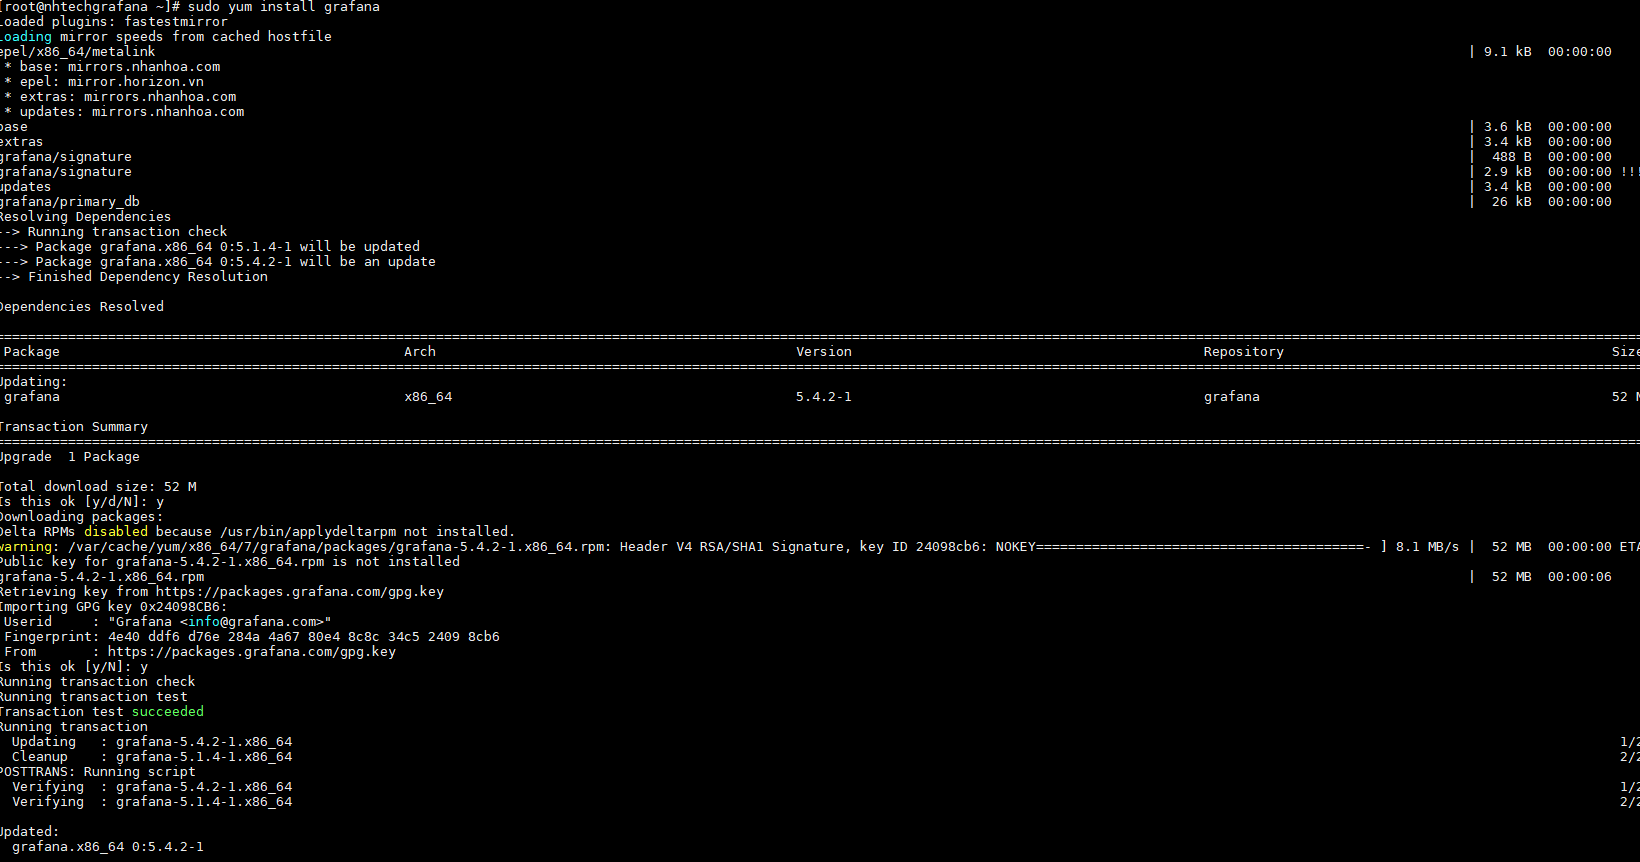 [root@nhtechgrafana ~]# sudo yum install grafana
Loaded plugins: fastestmirror
Loading mirror speeds from cached hostfile
epel/x86_64/metalink | 9.1 kB 00:00:00
* base: mirrors.nhanhoa.com
* epel: mirror.horizon.vn
* extras: mirrors.nhanhoa.com
* updates: mirrors.nhanhoa.com
base | 3.6 kB 00:00:00
extras | 3.4 kB 00:00:00
grafana/signature | 488 B 00:00:00
grafana/signature | 2.9 kB 00:00:00 !!!
updates | 3.4 kB 00:00:00
grafana/primary_db | 26 kB 00:00:00
Resolving Dependencies
--> Running transaction check
---> Package grafana.x86_64 0:5.1.4-1 will be updated
---> Package grafana.x86_64 0:5.4.2-1 will be an update
--> Finished Dependency Resolution
Dependencies Resolved
Package Arch Version Repository Size
Updating:
grafana x86_64 5.4.2-1 grafana 52 M
Transaction Summary
Upgrade 1 Package
Total download size: 52 M
Is this ok [y/d/N]: y
Downloading packages:
Delta RPMs disabled because /usr/bin/applydeltarpm not installed.
warning: /var/cache/yum/x86_64/7/grafana/packages/grafana-5.4.2-1.x86_64.rpm: Header V4 RSA/SHA1 Signature, key ID 24098cb6: NOKEY=========================================- ] 8.1 MB/s | 52 MB 00:00:00 ETA
Public key for grafana-5.4.2-1.x86_64.rpm is not installed
grafana-5.4.2-1.x86_64.rpm | 52 MB 00:00:06
Retrieving key from https://packages.grafana.com/gpg.key
Importing GPG key 0x24098CB6:
Userid : "Grafana <info@grafana.com>"
Fingerprint: 4e40 ddf6 d76e 284a 4a67 80e4 8c8c 34c5 2409 8cb6
From : https://packages.grafana.com/gpg.key
Is this ok [y/N]: y
Running transaction check
Running transaction test
Transaction test succeeded
Running transaction
Updating : grafana-5.4.2-1.x86_64 1/2
Cleanup : grafana-5.1.4-1.x86_64 2/2
POSTTRANS: Running script
Verifying : grafana-5.4.2-1.x86_64 1/2
Verifying : grafana-5.1.4-1.x86_64 2/2
Updated:
grafana.x86_64 0:5.4.2-1